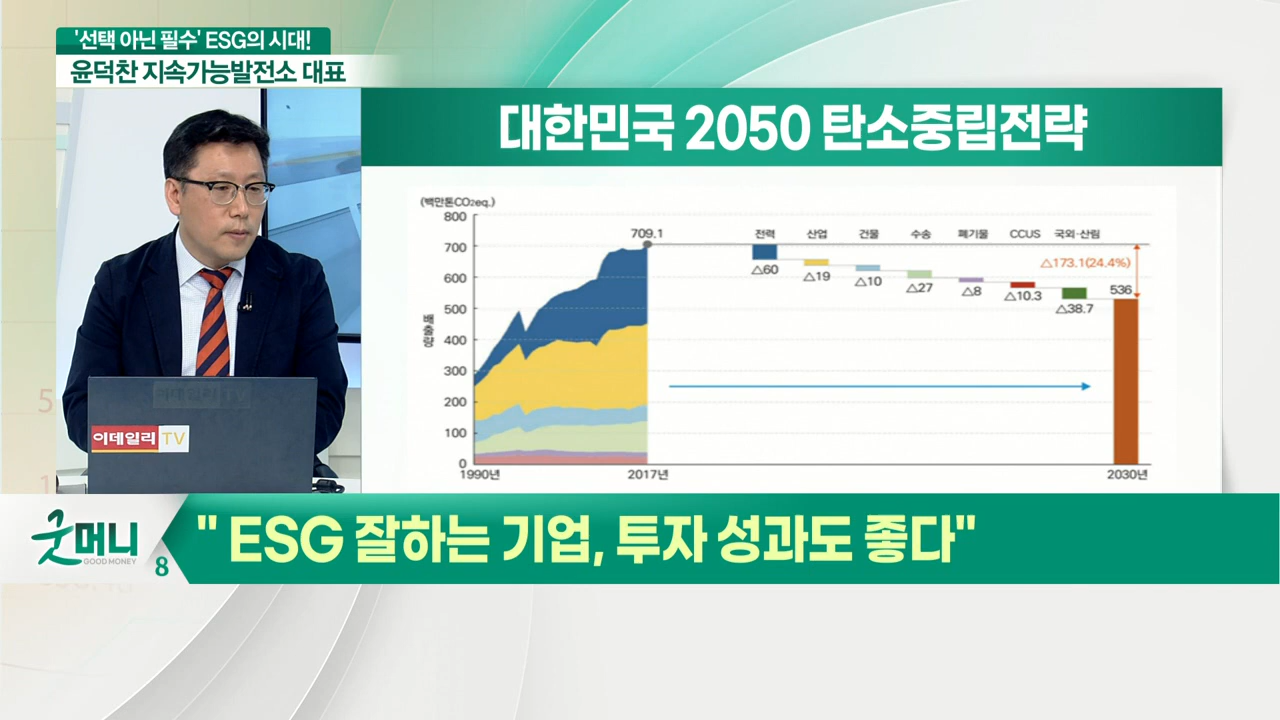 '선택 아닌 필수' ESG의 시대!
윤덕찬 지속가능발전소 대표
대한민국 2050 탄소중립전략
(백만톤CO2eq.)
800
700
600
500
400
300
200
100
0
배출량
709.1
전력 산업 건물 수송 폐기물 CCUS 국외·산림
△60
△19
△10
△27
△8
△10.3
△38.7
△173.1(24.4%)
536
1990년 2017년 2030년
이데일리 TV
굿머니
GOOD MONEY
8
" ESG 잘하는 기업, 투자 성과도 좋다"